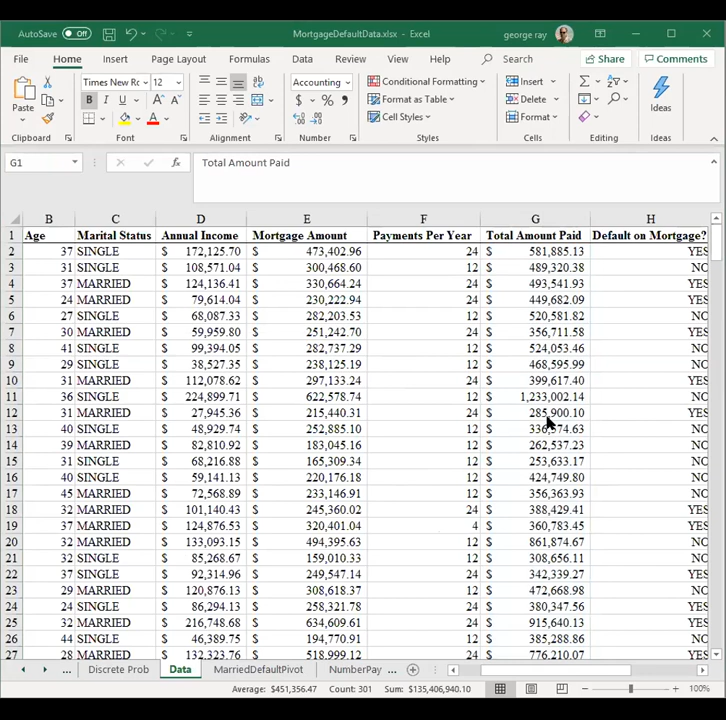 AutoSave Off MortgageDefaultData.xlsx - Excel george ray
File Home Insert Page Layout Formulas Data Review View Help Search Share Comments
Times New Ro 12 Accounting Conditional Formatting Insert
Paste B I U $ % Format as Table Delete Ideas
Cell Styles Format
Clipboard Font Alignment Number Styles Cells Editing Ideas
G1 fx Total Amount Paid
B C D E F G H
1 Age Marital Status Annual Income Mortgage Amount Payments Per Year Total Amount Paid Default on Mortgage?
2 37 SINGLE $ 172,125.70 $ 473,402.96 24 $ 581,885.13 YES
3 31 SINGLE $ 108,571.04 $ 300,468.60 12 $ 489,320.38 NO
4 37 MARRIED $ 124,136.41 $ 330,664.24 24 $ 493,541.93 YES
5 24 MARRIED $ 79,614.04 $ 230,222.94 24 $ 449,682.09 YES
6 27 SINGLE $ 68,087.33 $ 282,203.53 12 $ 520,581.82 NO
7 30 MARRIED $ 59,959.80 $ 251,242.70 24 $ 356,711.58 YES
8 41 SINGLE $ 99,394.05 $ 282,737.29 12 $ 524,053.46 NO
9 29 SINGLE $ 38,527.35 $ 238,125.19 12 $ 468,595.99 NO
10 31 MARRIED $ 112,078.62 $ 297,133.24 24 $ 399,617.40 YES
11 36 SINGLE $ 224,899.71 $ 622,578.74 12 $ 1,233,002.14 NO
12 31 MARRIED $ 27,945.36 $ 215,440.31 24 $ 285,900.10 YES
13 40 SINGLE $ 48,929.74 $ 252,885.10 12 $ 336,574.63 NO
14 39 MARRIED $ 82,810.92 $ 183,045.16 12 $ 262,537.23 NO
15 31 SINGLE $ 68,216.88 $ 165,309.34 12 $ 253,633.17 NO
16 40 SINGLE $ 59,141.13 $ 220,176.18 12 $ 424,749.80 NO
17 45 MARRIED $ 72,568.89 $ 233,146.91 12 $ 356,363.93 NO
18 32 MARRIED $ 101,140.43 $ 245,360.02 24 $ 388,429.41 YES
19 37 MARRIED $ 124,876.53 $ 320,401.04 4 $ 360,783.45 YES
20 32 MARRIED $ 133,093.15 $ 494,395.63 12 $ 861,874.67 NO
21 32 SINGLE $ 85,268.67 $ 159,010.33 12 $ 308,656.11 NO
22 37 SINGLE $ 92,314.96 $ 249,547.14 24 $ 342,339.27 YES
23 29 MARRIED $ 120,876.13 $ 308,618.37 12 $ 472,668.98 NO
24 24 SINGLE $ 86,294.13 $ 258,321.78 24 $ 380,347.56 YES
25 32 MARRIED $ 216,748.68 $ 634,609.61 24 $ 915,640.13 YES
26 44 SINGLE $ 46,389.75 $ 194,770.91 12 $ 385,288.86 NO
27 28 MARRIED $ 132,323.76 $ 518,999.12 24 $ 776,210.07 YES
... Discrete Prob Data MarriedDefaultPivot NumberPay ...
Average: $451,356.47 Count: 301 Sum: $135,406,940.10 100%